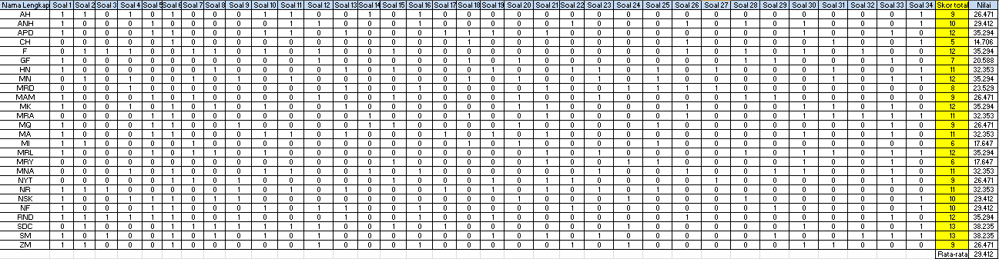 Nama Lengkap Soal 1 Soal 2 Soal 3 Soal 4 Soal 5 Soal 6 Soal 7 Soal 8 Soal 9 Soal 10 Soal 11 Soal 12 Soal 13 Soal 14 Soal 15 Soal 16 Soal 17 Soal 18 Soal 19 Soal 20 Soal 21 Soal 22 Soal 23 Soal 24 Soal 25 Soal 26 Soal 27 Soal 28 Soal 29 Soal 30 Soal 31 Soal 32 Soal 33 Soal 34 Skor total Nilai
AH 1 1 0 1 0 1 0 0 0 1 1 0 0 1 0 1 0 0 0 0 0 0 0 0 0 0 0 0 0 0 0 0 0 1 9 26.471
ANH 1 0 0 0 1 0 0 0 0 0 1 1 0 0 0 1 0 0 0 0 0 1 0 0 0 1 0 1 0 1 0 0 0 1 10 29.412
APD 1 0 0 0 1 1 0 0 0 1 1 0 1 0 0 0 1 1 1 0 1 0 0 0 0 0 0 0 0 1 0 0 1 0 12 35.294
CH 0 0 0 0 0 1 0 0 0 0 0 0 0 0 0 0 0 1 0 0 0 0 0 0 0 1 0 0 0 0 1 0 0 1 5 14.706
F 0 1 1 1 0 0 1 1 0 1 0 1 0 0 1 0 0 0 0 0 0 1 1 0 0 0 0 0 0 1 0 1 0 0 12 35.294
GF 1 0 0 0 0 0 0 0 0 0 0 1 0 0 0 0 0 1 0 1 0 0 0 0 0 0 0 1 1 0 0 0 1 0 7 20.588
HN 1 0 0 0 0 1 0 1 0 0 0 0 1 0 1 0 0 0 1 0 0 1 0 0 1 0 1 0 0 0 1 0 0 1 11 32.353
MN 1 1 0 1 0 0 1 0 1 0 1 0 0 0 0 0 0 1 0 1 1 0 0 0 0 0 0 0 0 0 1 0 1 1 12 35.294
MRD 0 0 0 1 0 1 0 0 0 0 0 0 1 0 0 1 0 0 0 0 0 0 0 1 1 1 1 0 0 0 0 0 0 0 8 23.529
MAM 1 0 0 0 1 0 1 0 0 0 0 1 0 0 1 0 0 0 0 1 0 0 1 0 0 0 0 1 1 0 0 0 0 0 9 26.471
MK 1 0 0 1 1 1 0 1 0 0 0 0 1 0 0 0 0 0 1 0 1 0 0 0 0 1 0 0 0 1 1 0 1 0 12 35.294
MRA 0 0 0 0 1 1 0 0 0 0 0 0 0 1 1 0 0 0 1 0 0 0 1 0 0 1 0 0 0 1 1 1 0 1 11 32.353
MQ 1 0 0 0 1 1 0 0 1 0 0 0 0 1 1 0 0 0 0 1 0 0 0 0 1 0 0 0 0 0 0 0 1 0 9 26.471
MA 1 0 0 0 1 1 0 0 0 1 1 0 1 0 0 0 0 0 1 0 1 0 0 0 0 1 0 0 0 1 0 0 1 0 11 32.353
MI 1 1 0 1 0 0 0 0 0 0 0 0 0 0 0 0 0 1 0 1 0 0 0 0 1 0 0 0 0 0 0 0 0 0 6 17.647
MRL 1 0 0 0 1 0 1 1 0 0 0 0 1 0 0 0 0 0 0 0 1 0 0 0 1 0 0 1 0 1 1 0 1 1 12 35.294
MRY 0 0 0 0 0 0 0 0 0 0 0 0 0 0 1 0 0 0 0 0 1 0 0 1 1 0 0 0 0 1 0 0 1 0 6 17.647
MNA 0 0 0 1 0 1 0 0 0 1 1 0 0 1 0 1 0 0 0 0 1 0 0 0 0 1 0 0 0 1 0 0 1 1 11 32.353
NYT 0 0 0 0 0 1 1 0 1 0 0 1 0 0 0 0 0 0 1 0 1 0 1 0 0 0 0 0 0 0 1 0 1 0 9 26.471
NR 1 1 1 0 0 0 0 0 1 0 1 0 1 0 0 0 1 0 1 0 1 1 0 0 0 0 0 0 0 0 0 0 1 0 11 32.353
NSK 1 0 0 1 1 1 0 0 1 0 0 1 0 0 0 0 1 0 0 0 0 0 0 1 0 0 0 0 1 0 0 0 0 1 10 29.412
NF 1 0 0 0 1 1 0 0 0 1 0 0 1 0 0 1 0 0 0 0 0 1 0 0 0 0 0 0 1 0 1 0 1 0 10 29.412
RND 1 1 1 1 1 1 0 0 1 0 0 0 0 0 0 0 0 0 1 0 1 0 1 0 0 1 0 0 0 0 0 0 1 0 12 35.294
SDC 0 1 0 0 0 1 1 1 1 1 1 0 0 0 1 0 1 0 0 0 0 0 0 1 0 0 0 0 0 1 0 0 1 1 13 38.235
SM 1 0 1 0 0 1 0 1 0 0 0 1 0 0 0 0 0 0 1 0 1 1 0 0 0 0 0 1 0 0 1 1 1 1 13 38.235
ZM 1 1 0 0 0 1 0 0 0 0 0 1 0 0 0 1 0 0 0 0 0 1 0 1 0 0 0 0 0 1 1 0 0 0 9 26.471
Rata-rata 29.412